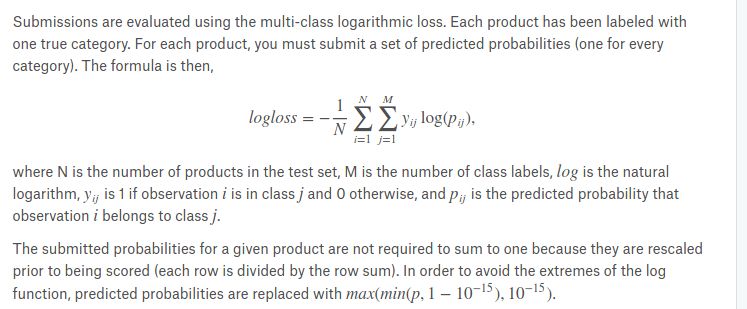 Submissions are evaluated using the multi-class logarithmic loss. Each product has been labeled with
one true category. For each product, you must submit a set of predicted probabilities (one for every
category). The formula is then,
logloss = −\frac{1}{N} \sum_{i=1}^{N} \sum_{j=1}^{M} y_{ij} log(p_{ij}),
where N is the number of products in the test set, M is the number of class labels, log is the natural
logarithm, y_{ij} is 1 if observation i is in class j and 0 otherwise, and p_{ij} is the predicted probability that
observation i belongs to class j.
The submitted probabilities for a given product are not required to sum to one because they are rescaled
prior to being scored (each row is divided by the row sum). In order to avoid the extremes of the log
function, predicted probabilities are replaced with max(min(p, 1 − 10^{−15}), 10^{−15}).